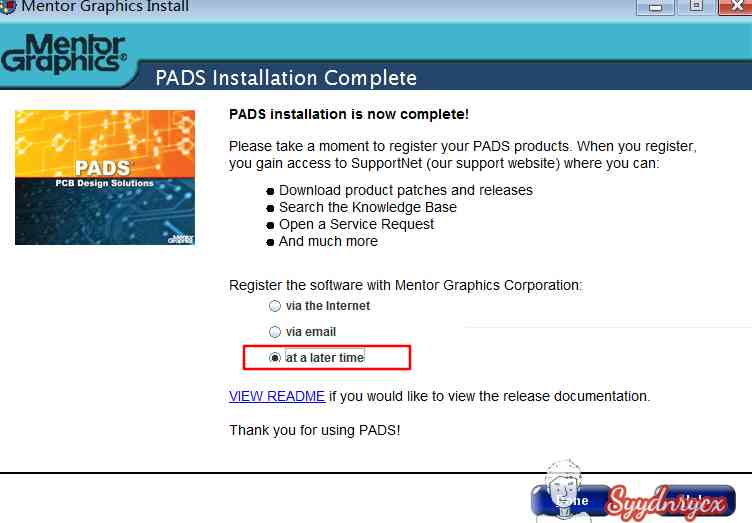 Mentor Graphics Install
Mentor
Graphics®
PADS Installation Complete
PADS installation is now complete!
PADS
PCB Design Solutions
Mentor
Graphics
Please take a moment to register your PADS products. When you register,
you gain access to SupportNet (our support website) where you can:
● Download product patches and releases
● Search the Knowledge Base
● Open a Service Request
● And much more
Register the software with Mentor Graphics Corporation:
via the Internet
via email
at a later time
VIEW README if you would like to view the release documentation.
Thank you for using PADS!
Syydnrycx